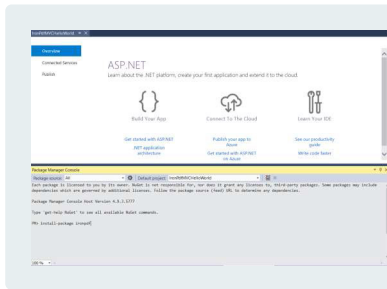 IronPdfMVCHelloWorld
Overview
Connected Services
Publish
ASP.NET
Learn about the .NET platform, create your first application and extend it to the cloud.
Build Your App
Connect To The Cloud
Learn Your IDE
Get started with ASP.NET
.NET application architecture
Publish your app to Azure
Get started with ASP.NET on Azure
See our productivity guide
Write code faster
Package Manager Console
Package source: All
Default project: IronPdfMVCHelloWorld
Each package is licensed to you by its owner. NuGet is not responsible for, nor does it grant any licenses to, third-party packages. Some packages may include
dependencies which are governed by additional licenses. Follow the package source (feed) URL to determine any dependencies.
Package Manager Console Host Version
Type 'get-help NuGet' to see all available NuGet commands.
PM> install-package ironpdf